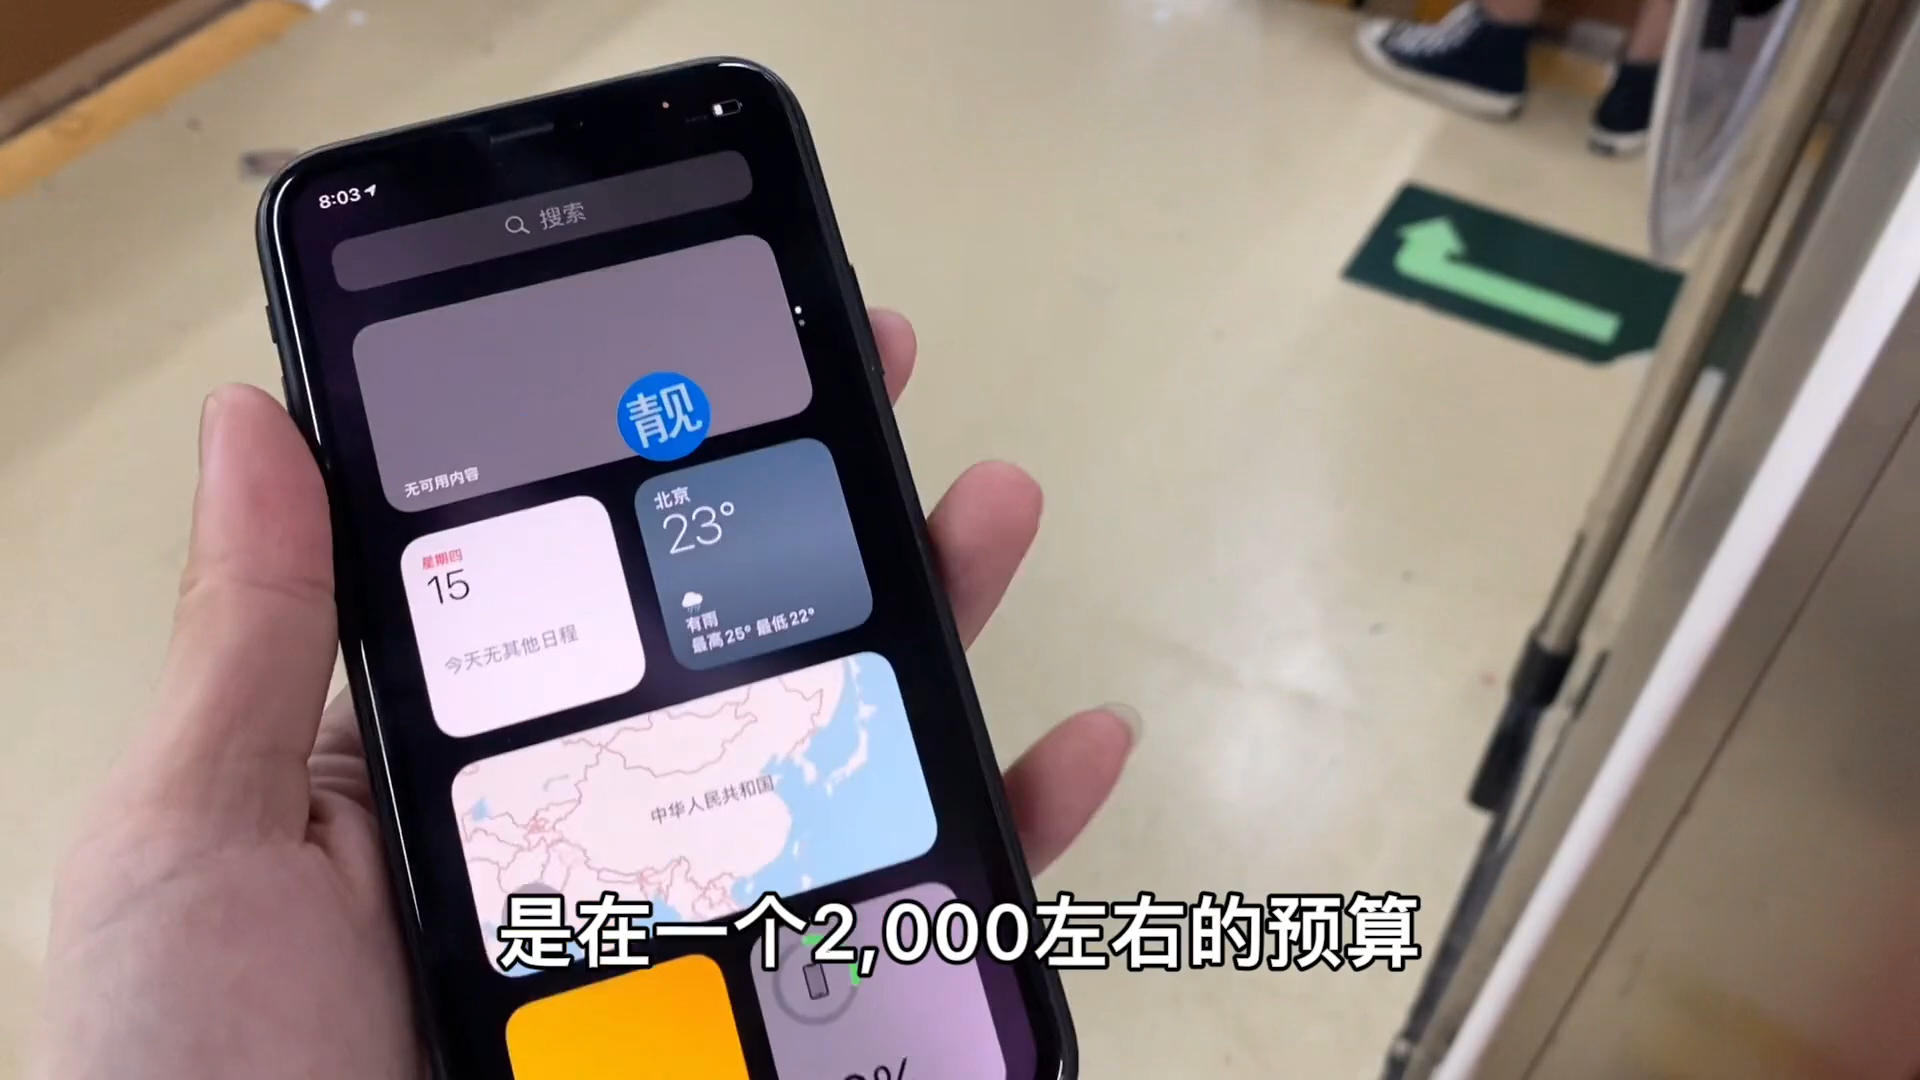 8:03
搜索
靓
无可用内容
北京
23°
星期四
15
有雨
最高25° 最低22°
今天无其他日程
中华人民共和国
是在一个2,000左右的预算